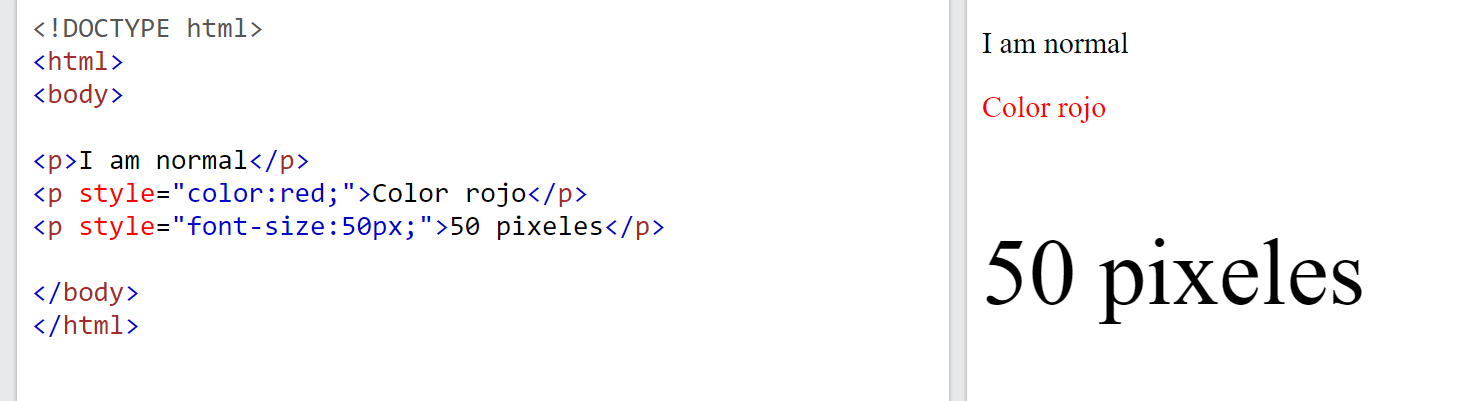 <!DOCTYPE html>
<html>
<body>
<p>I am normal</p>
<p style="color:red;">Color rojo</p>
<p style="font-size:50px;">50 pixeles</p>
</body>
</html>
I am normal
Color rojo
50 pixeles